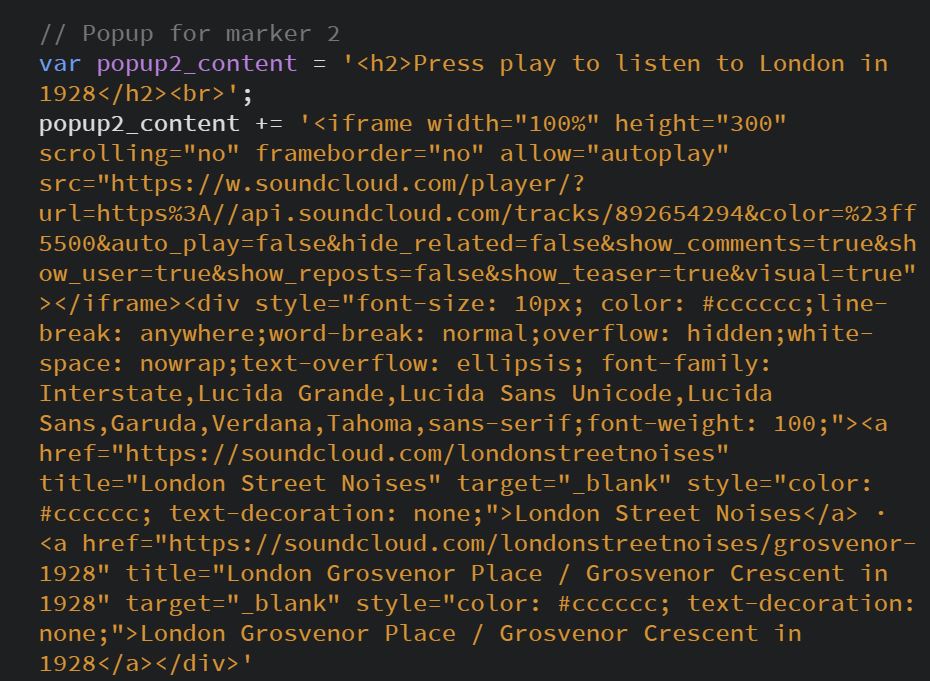 // Popup for marker 2
var popup2_content = '<h2>Press play to listen to London in
1928</h2><br>';
popup2_content += '<iframe width="100%" height="300"
scrolling="no" frameborder="no" allow="autoplay"
src="https://w.soundcloud.com/player/?
url=https%3A//api.soundcloud.com/tracks/892654294&color=%23ff
5500&auto_play=false&hide_related=false&show_comments=true&sh
ow_user=true&show_reposts=false&show_teaser=true&visual=true"
></iframe><div style="font-size: 10px; color: #cccccc;line-
break: anywhere;word-break: normal;overflow: hidden;white-
space: nowrap;text-overflow: ellipsis; font-family:
Interstate,Lucida Grande,Lucida Sans Unicode,Lucida
Sans,Garuda,Verdana,Tahoma,sans-serif;font-weight: 100;"><a
href="https://soundcloud.com/londonstreetnoises"
title="London Street Noises" target="_blank" style="color:
#cccccc; text-decoration: none;">London Street Noises</a> ·
<a href="https://soundcloud.com/londonstreetnoises/grosvenor-
1928" title="London Grosvenor Place / Grosvenor Crescent in
1928" target="_blank" style="color: #cccccc; text-decoration:
none;">London Grosvenor Place / Grosvenor Crescent in
1928</a></div>'